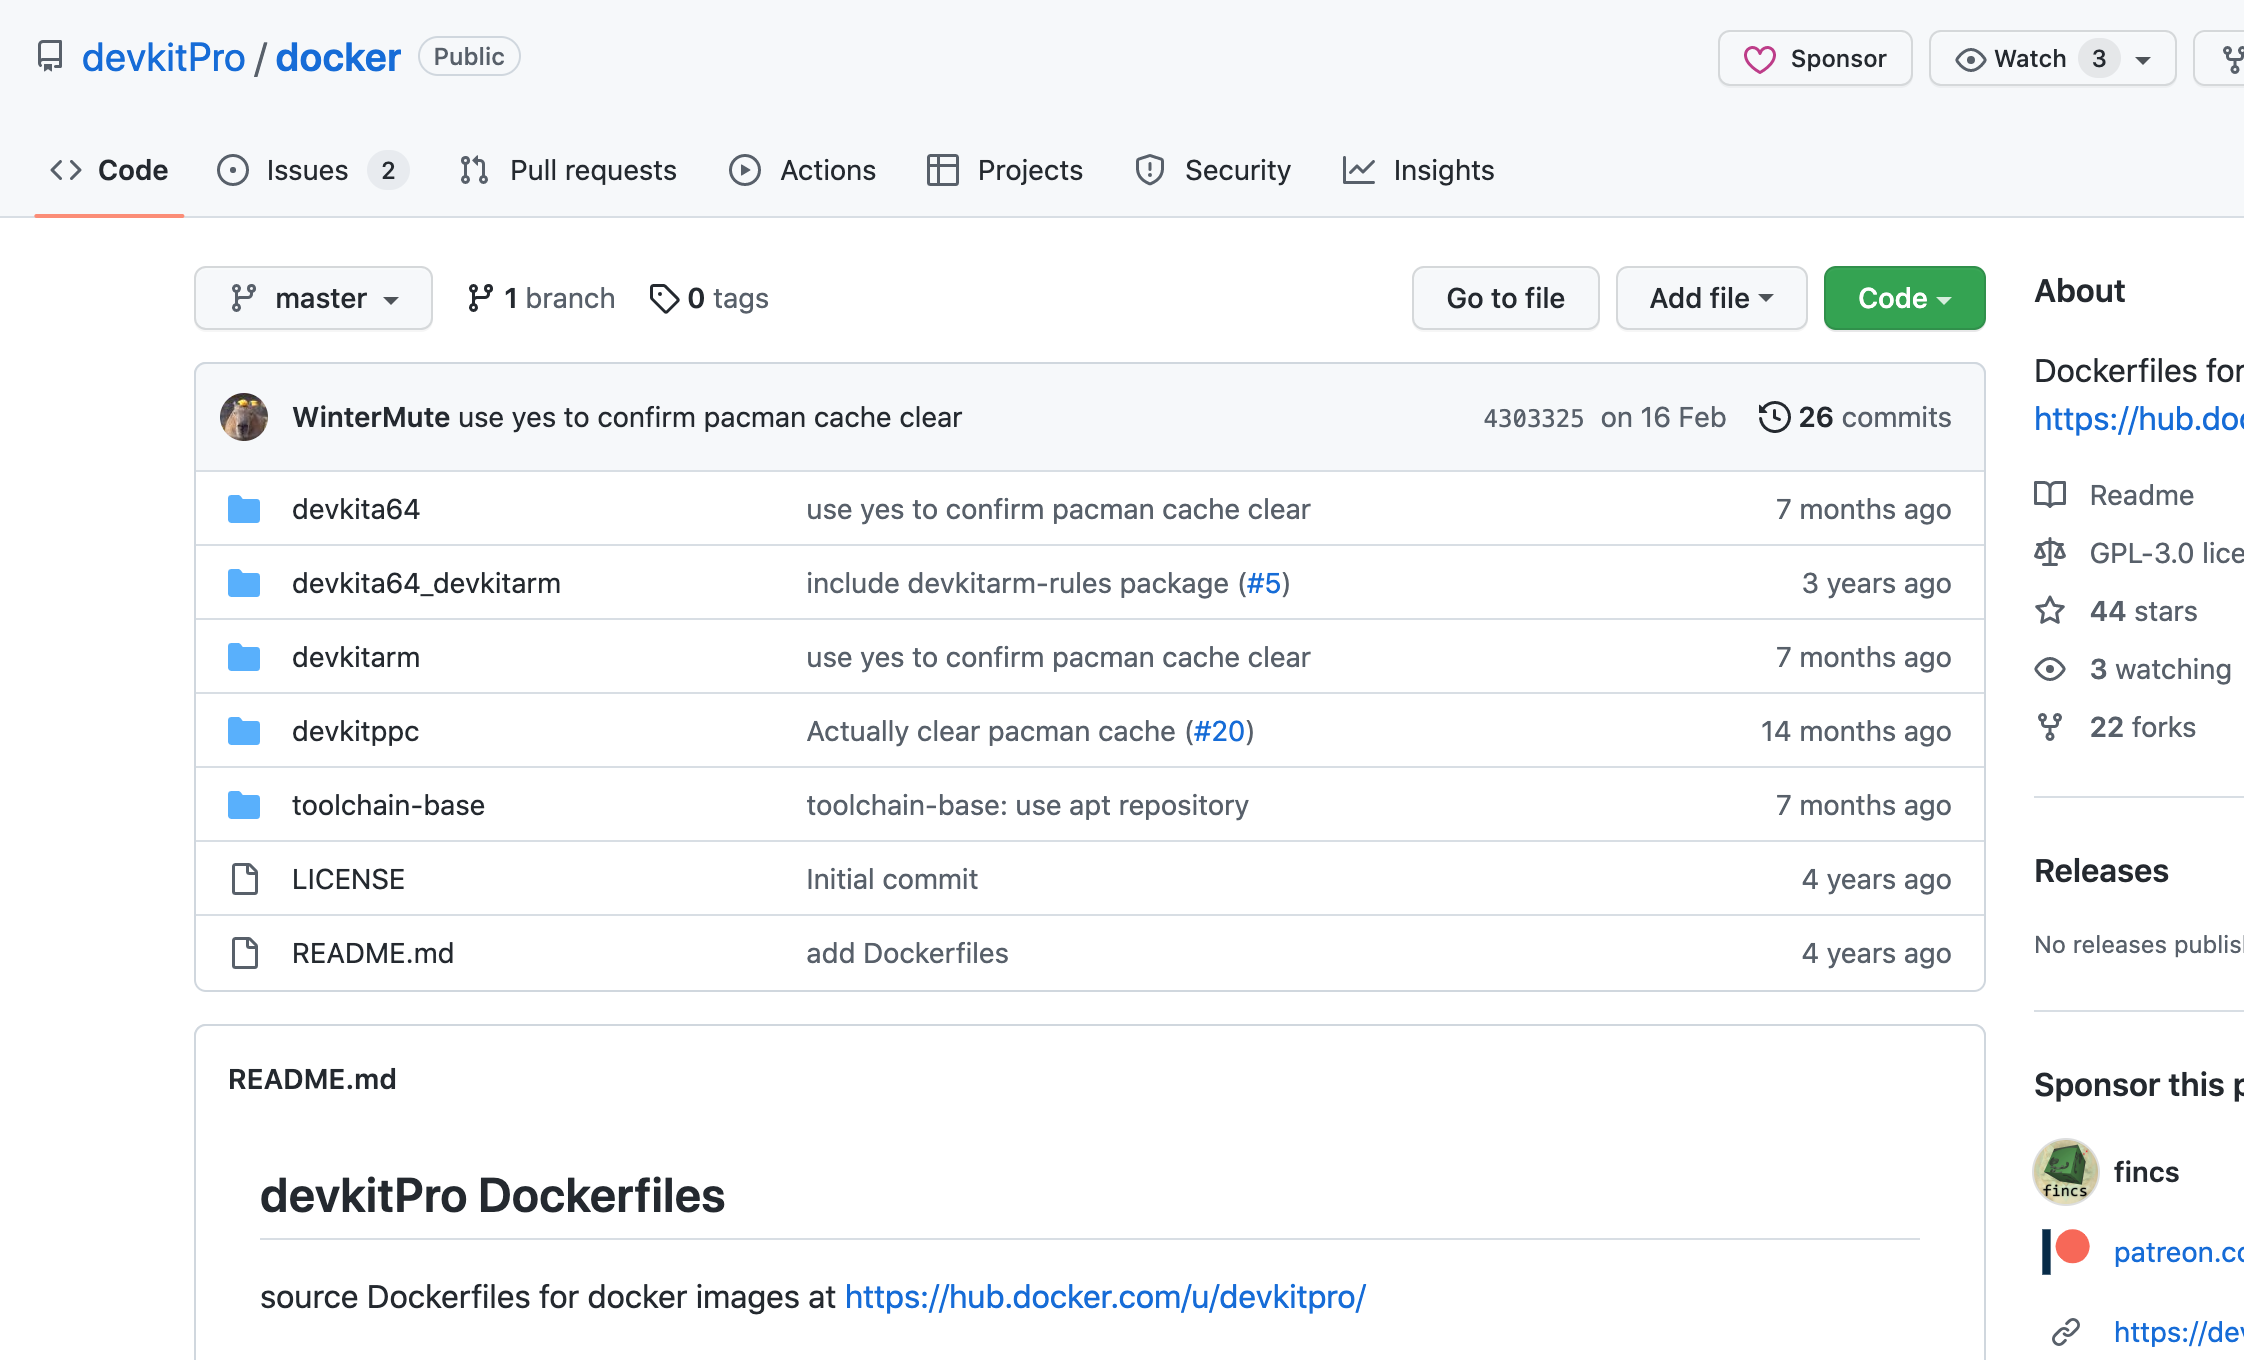 devkitPro / docker Public Sponsor Watch 3
Code Issues 2 Pull requests Actions Projects Security Insights
master 1 branch 0 tags Go to file Add file Code
WinterMute use yes to confirm pacman cache clear 4303325 on 16 Feb 26 commits
devkita64 use yes to confirm pacman cache clear 7 months ago
devkita64_devkitarm include devkitarm-rules package (#5) 3 years ago
devkitarm use yes to confirm pacman cache clear 7 months ago
devkitppc Actually clear pacman cache (#20) 14 months ago
toolchain-base toolchain-base: use apt repository 7 months ago
LICENSE Initial commit 4 years ago
README.md add Dockerfiles 4 years ago
README.md
devkitPro Dockerfiles
source Dockerfiles for docker images at https://hub.docker.com/u/devkitpro/
About
Dockerfiles for
https://hub.doc
Readme
GPL-3.0 lice
44 stars
3 watching
22 forks
Releases
No releases publis
Sponsor this p
fincs
fincs
patreon.co
https://dev